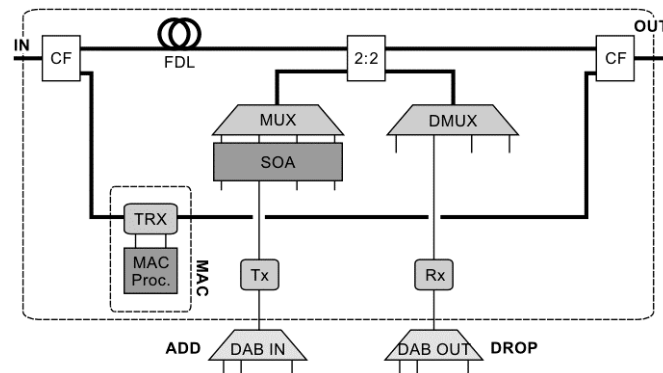 OUT
IN
CF
FDL
2:2
CF
MUX
DMUX
SOA
TRX
MAC
Proc.
MAC
Tx
Rx
ADD
DAB IN
DAB OUT
DROP